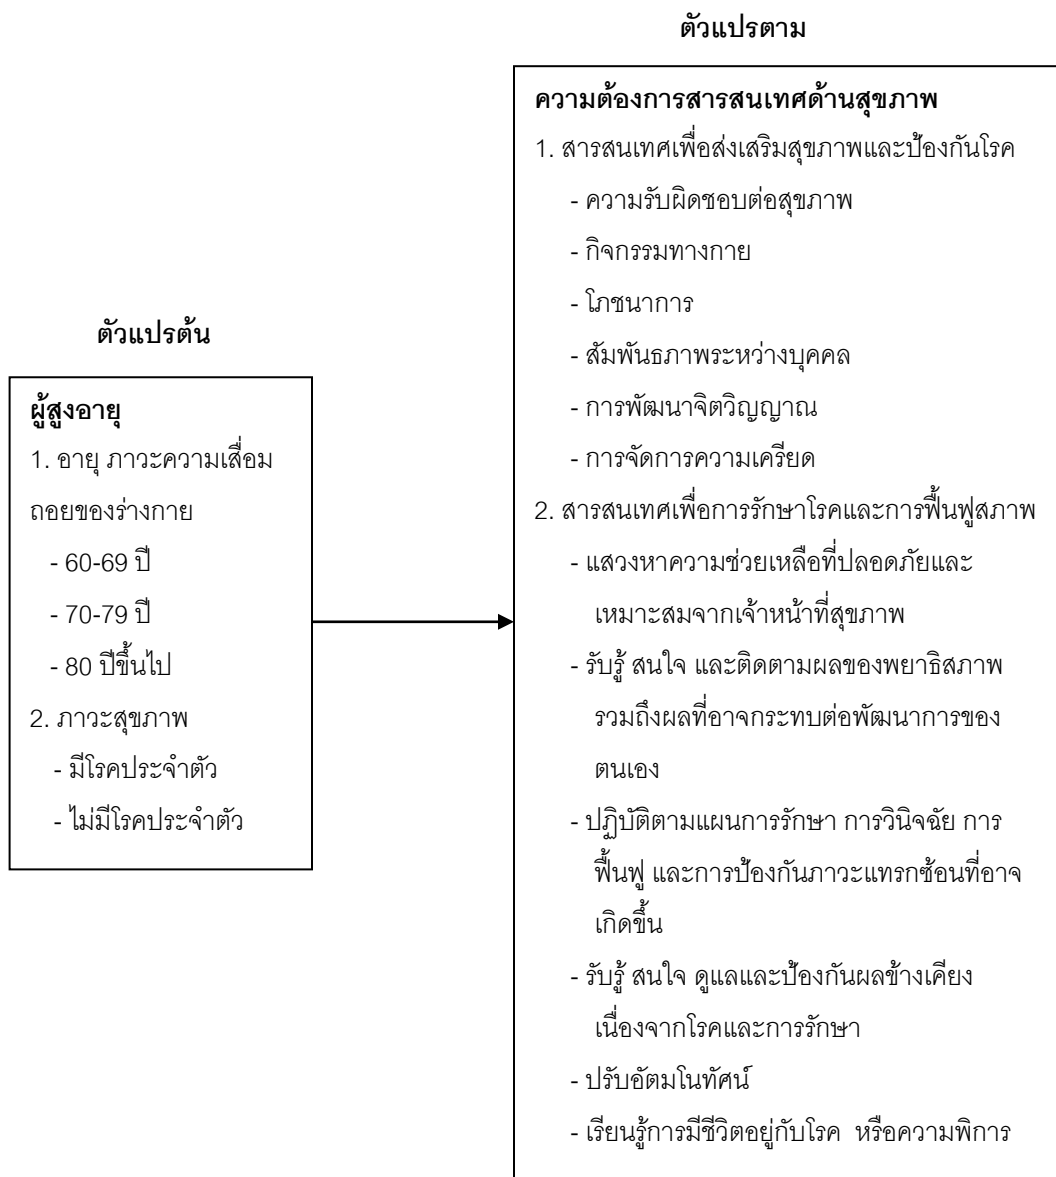 ตัวแปรตาม
ความต้องการสารสนเทศด้านสุขภาพ
1. สารสนเทศเพื่อส่งเสริมสุขภาพและป้องกันโรค
- ความรับผิดชอบต่อสุขภาพ
- กิจกรรมทางกาย
- โภชนาการ
- สัมพันธภาพระหว่างบุคคล
- การพัฒนาจิตวิญญาณ
- การจัดการความเครียด
2. สารสนเทศเพื่อการรักษาโรคและการฟื้นฟูสภาพ
- แสวงหาความช่วยเหลือที่ปลอดภัยและ
เหมาะสมจากเจ้าหน้าที่สุขภาพ
- รับรู้ สนใจ และติดตามผลของพยาธิสภาพ
รวมถึงผลที่อาจกระทบต่อพัฒนาการของ
ตนเอง
- ปฏิบัติตามแผนการรักษา การวินิจฉัย การ
ฟื้นฟู และการป้องกันภาวะแทรกซ้อนที่อาจ
เกิดขึ้น
- รับรู้ สนใจ ดูแลและป้องกันผลข้างเคียง
เนื่องจากโรคและการรักษา
- ปรับอัตมโนทัศน์
- เรียนรู้การมีชีวิตอยู่กับโรค หรือความพิการ
ตัวแปรต้น
ผู้สูงอายุ
1. อายุ ภาวะความเสื่อม
ถอยของร่างกาย
- 60-69 ปี
- 70-79 ปี
- 80 ปีขึ้นไป
2. ภาวะสุขภาพ
- มีโรคประจำตัว
- ไม่มีโรคประจำตัว